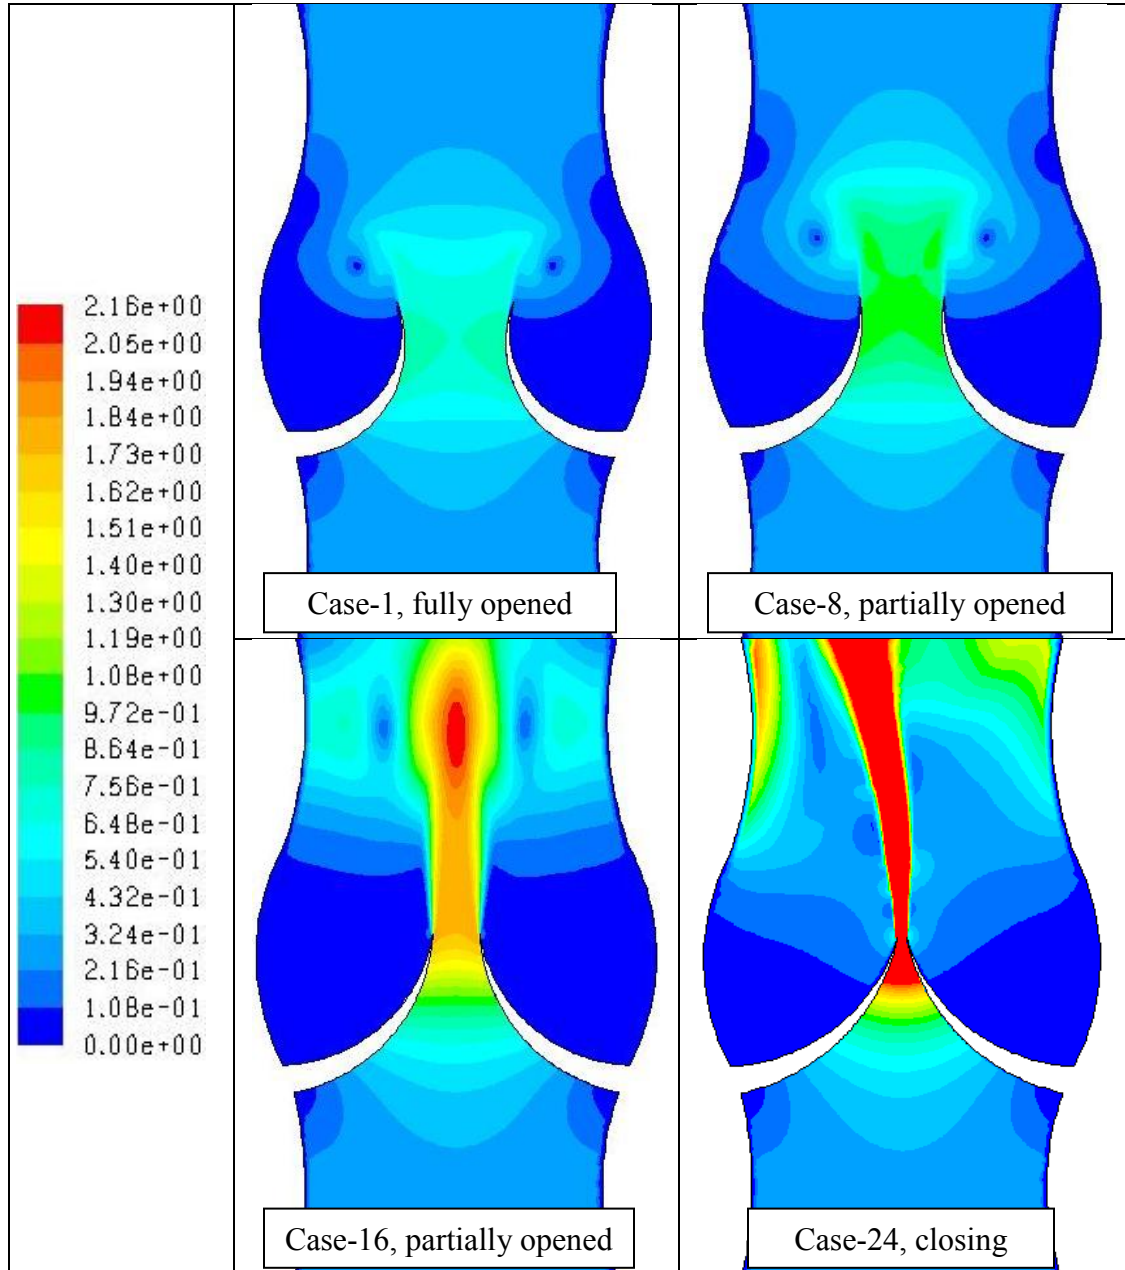 2.16e+00
2.05e+00
1.94e+00
1.84e+00
1.73e+00
1.62e+00
1.51e+00
1.40e+00
1.30e+00
1.19e+00
1.08e+00
9.72e-01
8.64e-01
7.56e-01
6.48e-01
5.40e-01
4.32e-01
3.24e-01
2.16e-01
1.08e-01
0.00e+00
Case-1, fully opened
Case-8, partially opened
Case-16, partially opened
Case-24, closing